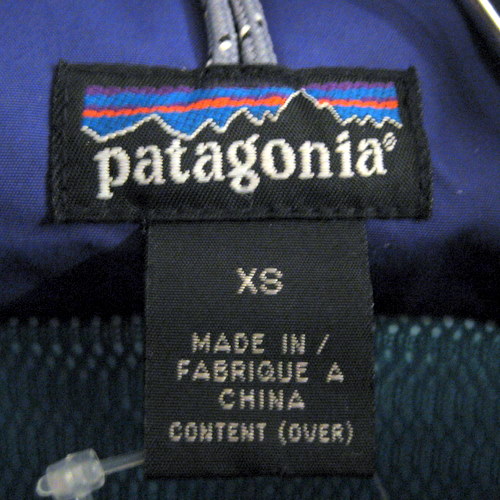 patagonia®
XS
MADE IN /
FABRIQUE A
CHINA
CONTENT (OVER)